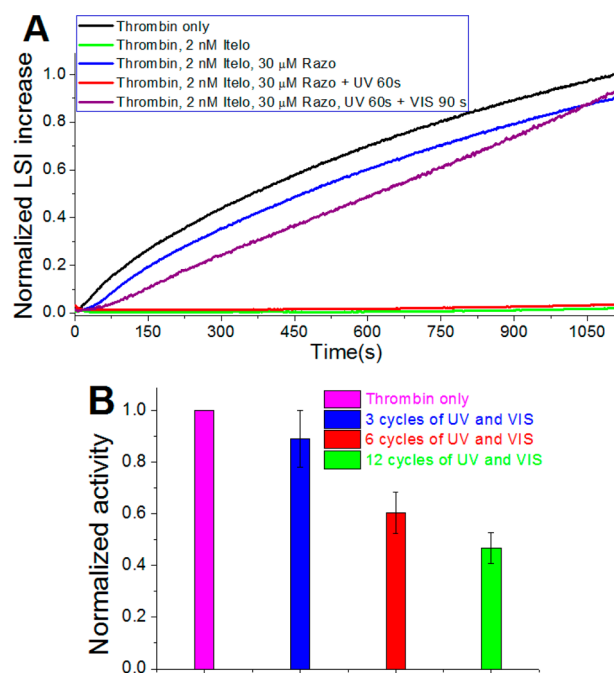 A
Thrombin only
Thrombin, 2 nM Itelo
Thrombin, 2 nM Itelo, 30 μM Razo
Thrombin, 2 nM Itelo, 30 μM Razo + UV 60s
Thrombin, 2 nM Itelo, 30 μM Razo, UV 60s + VIS 90 s
Normalized LSI increase
1.0
0.8
0.6
0.4
0.2
0.0
0 150 300 450 600 750 900 1050
Time(s)
B
Thrombin only
3 cycles of UV and VIS
6 cycles of UV and VIS
12 cycles of UV and VIS
Normalized activity
1.0
0.8
0.6
0.4
0.2
0.0